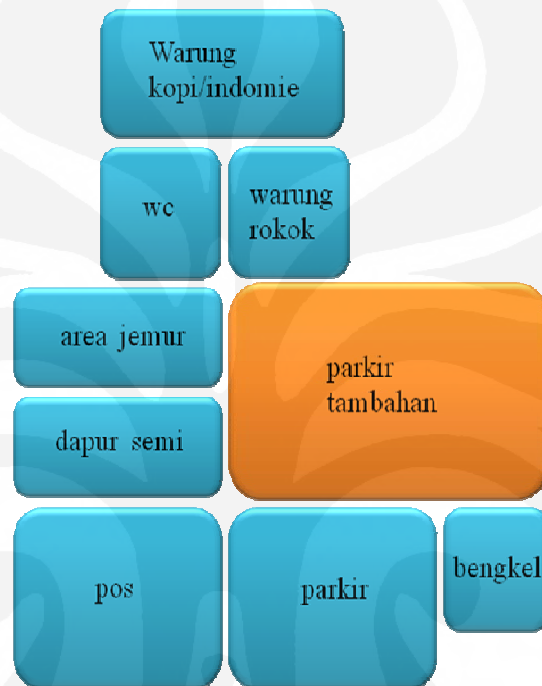 Warung
kopi/indomie
wc
warung
rokok
area jemur
parkir
tambahan
dapur semi
pos
parkir
bengkel